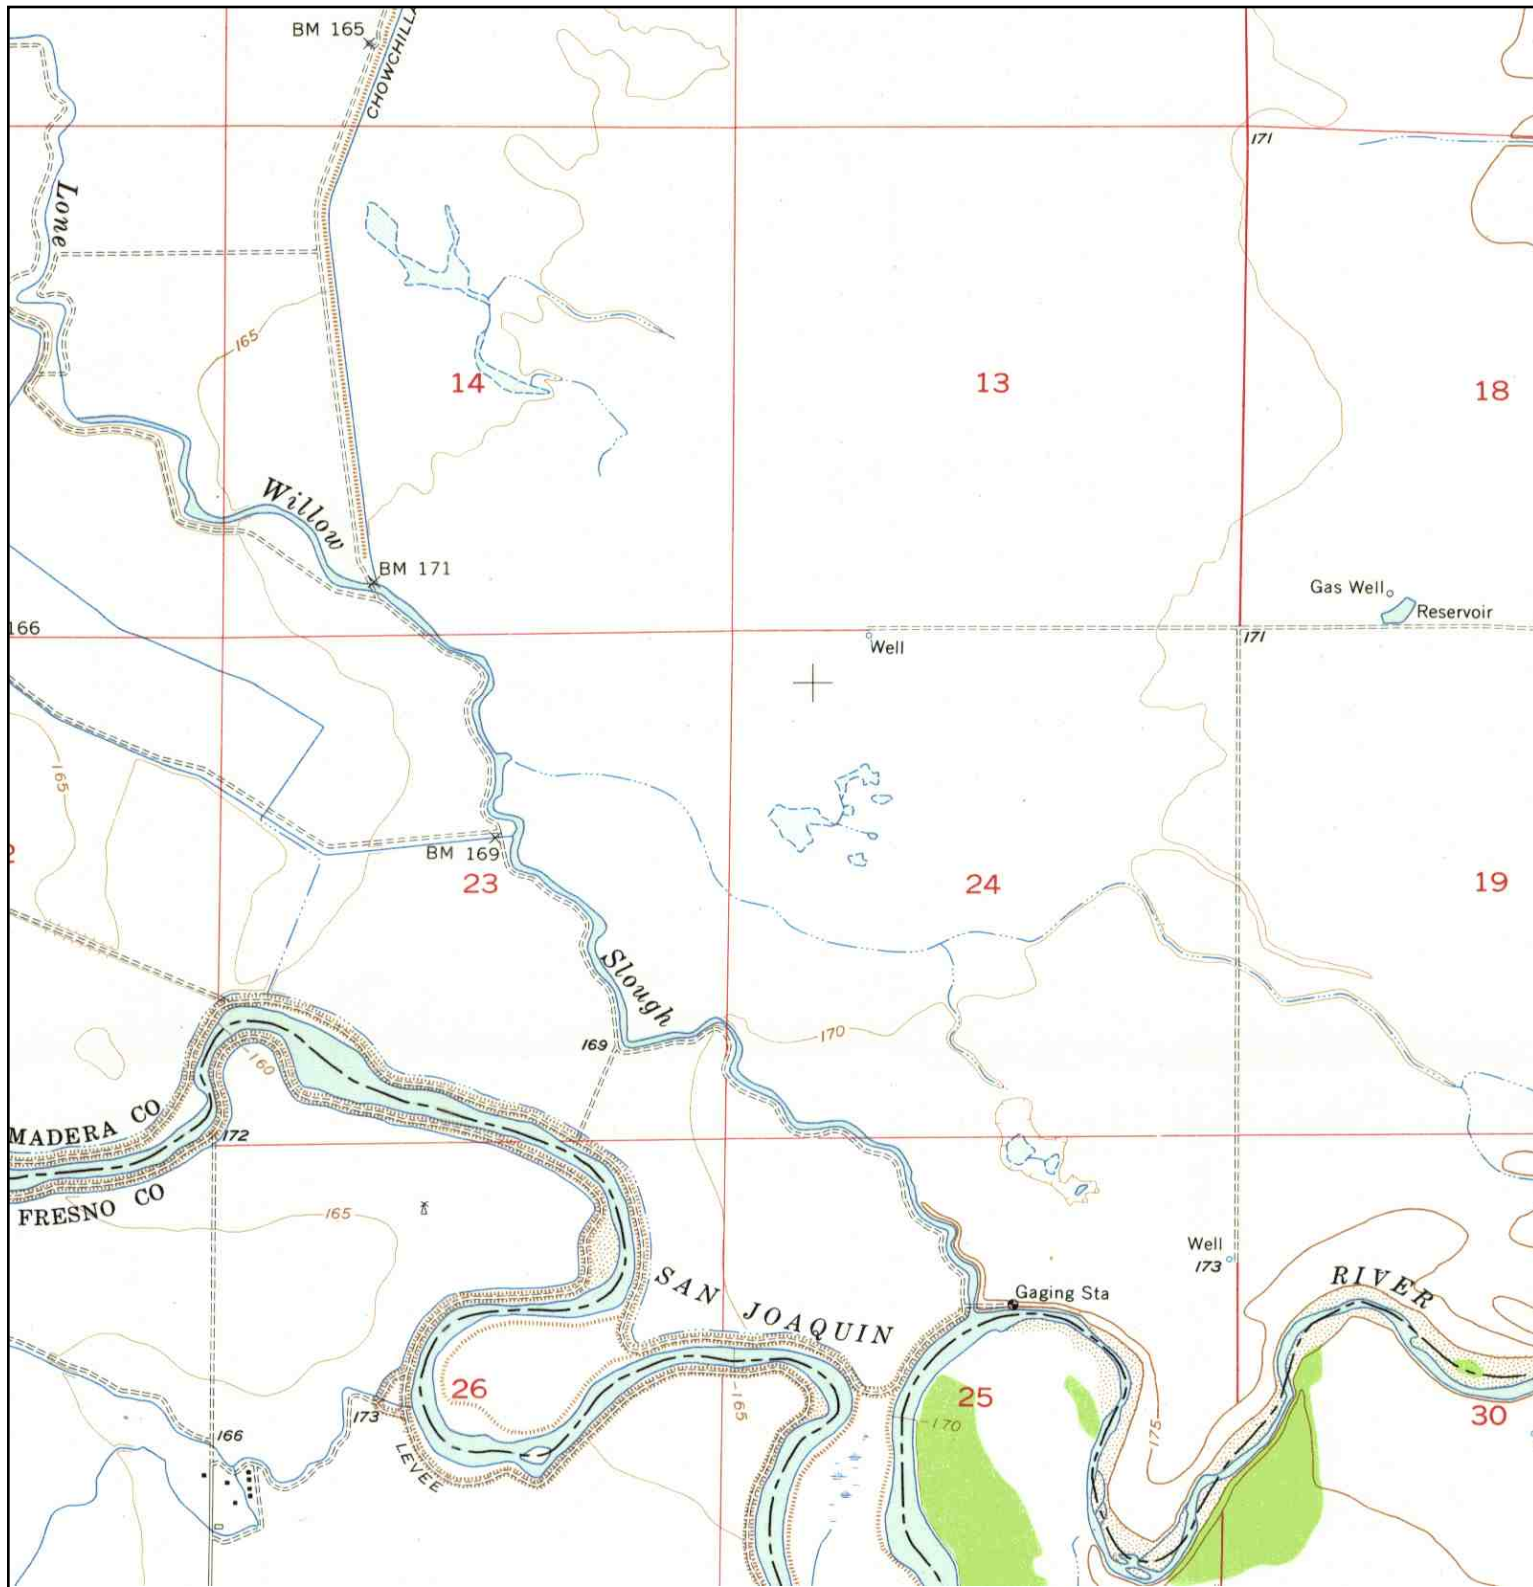 BM 165
CHOWCHILLA
171
Lone
165
14
13
18
Willow
BM 171
Gas Well
Reservoir
166
Well
171
165
BM 169
23
24
19
Slough
170
169
160
MADERA CO
172
FRESNO CO
165
Well
173
SAN JOAQUIN
RIVER
Gaging Sta
26
25
30
165
170
175
173
166
LEVEE